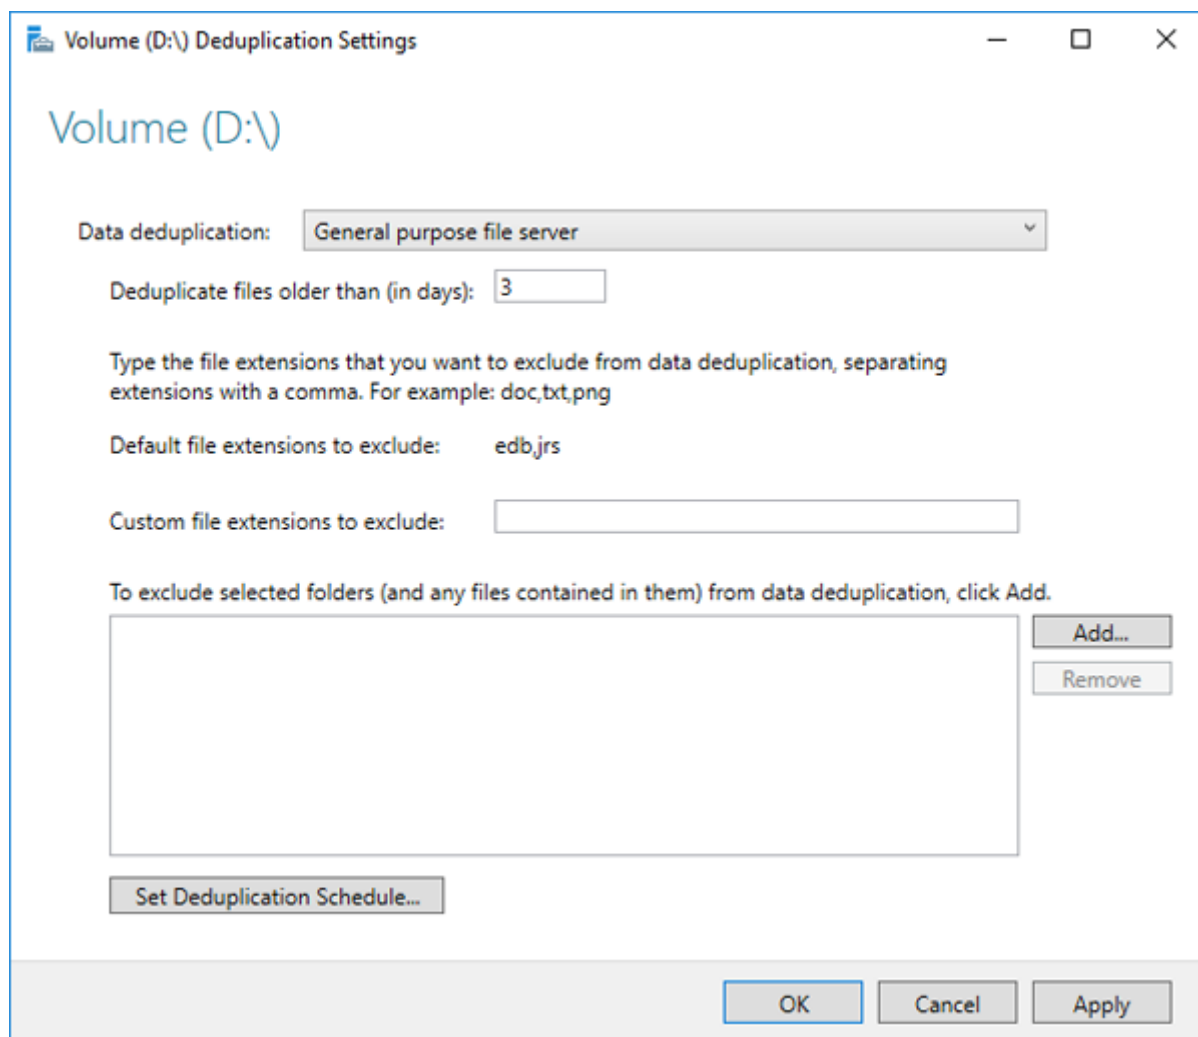 Volume (D:\) Deduplication Settings
Volume (D:\)
Data deduplication: General purpose file server
Deduplicate files older than (in days): 3
Type the file extensions that you want to exclude from data deduplication, separating
extensions with a comma. For example: doc,txt,png
Default file extensions to exclude: edb,jrs
Custom file extensions to exclude:
To exclude selected folders (and any files contained in them) from data deduplication, click Add.
Add...
Remove
Set Deduplication Schedule...
OK Cancel Apply